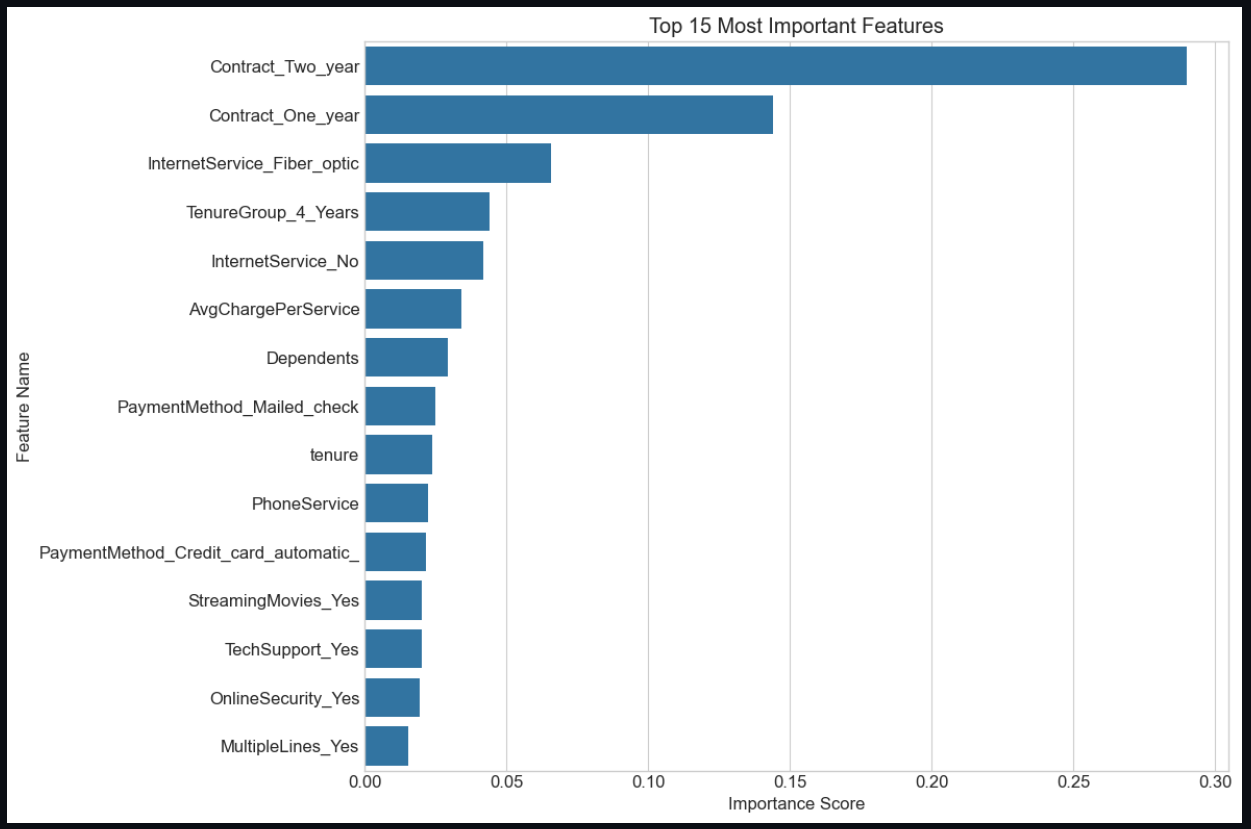 Top 15 Most Important Features
Contract_Two_year
Contract_One_year
InternetService_Fiber_optic
TenureGroup_4_Years
InternetService_No
AvgChargePerService
Dependents
PaymentMethod_Mailed_check
tenure
PhoneService
PaymentMethod_Credit_card_automatic_
StreamingMovies_Yes
TechSupport_Yes
OnlineSecurity_Yes
MultipleLines_Yes
Feature Name
0.00 0.05 0.10 0.15 0.20 0.25 0.30
Importance Score